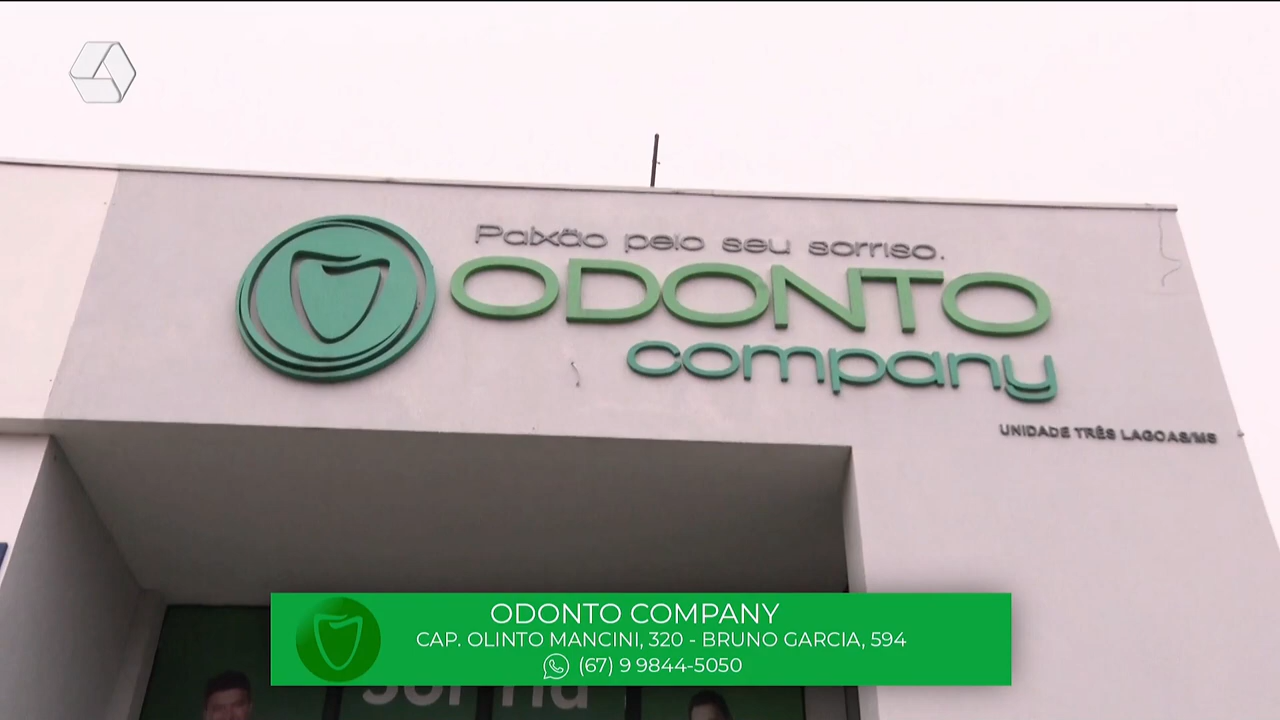 Paixão pelo seu sorriso.
ODONTO
company
UNIDADE TRÊS LAGOAS/MS
ODONTO COMPANY
CAP. OLINTO MANCINI, 320 - BRUNO GARCIA, 594
(67) 9 9844-5050